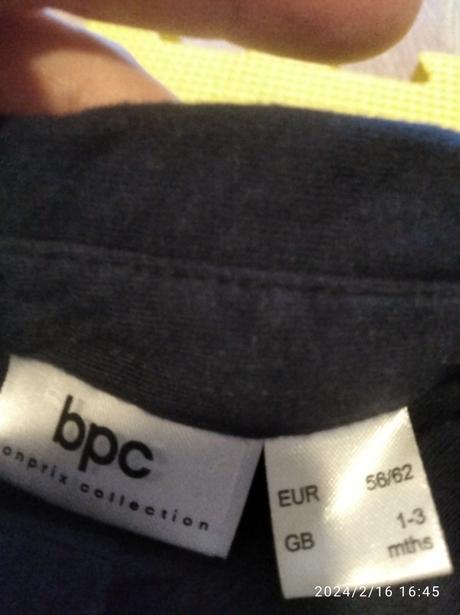 bpc
onprix collection
EUR 56/62
GB 1-3
mths
2024/2/16 16:45